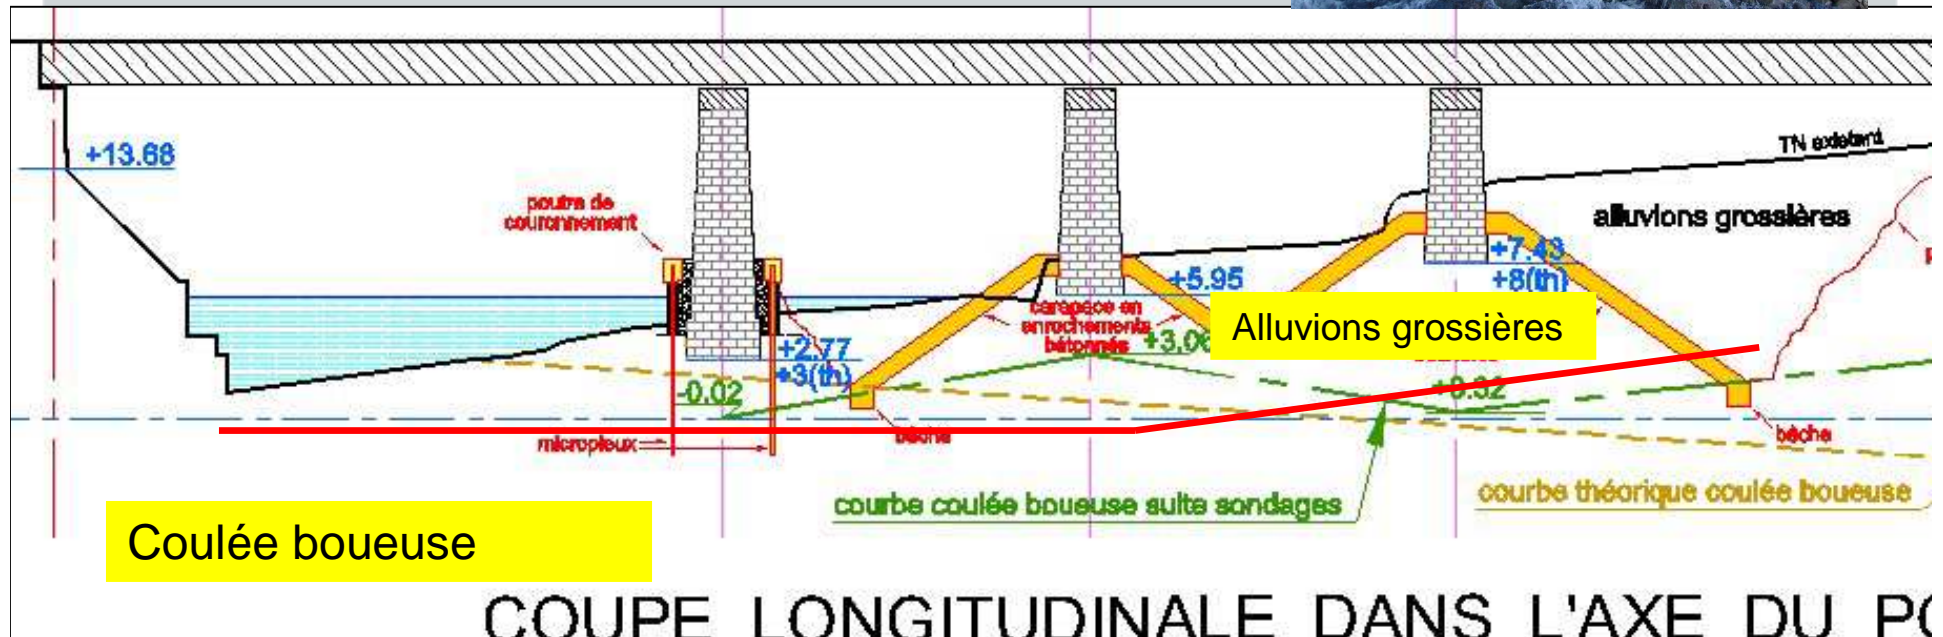 TN existant
+13.68
poutre de
couronnement
alluvions grossières
+7.43
+8(th)
+5.95
carapace en
enrochements
bétonnés
+3.06
Alluvions grossières
+2.77
+3(th)
-0.02
+0.32
micropieux
bêche
bêche
courbe coulée boueuse suite sondages
courbe théorique coulée boueuse
Coulée boueuse
COUPE LONGITUDINALE DANS L'AXE DU